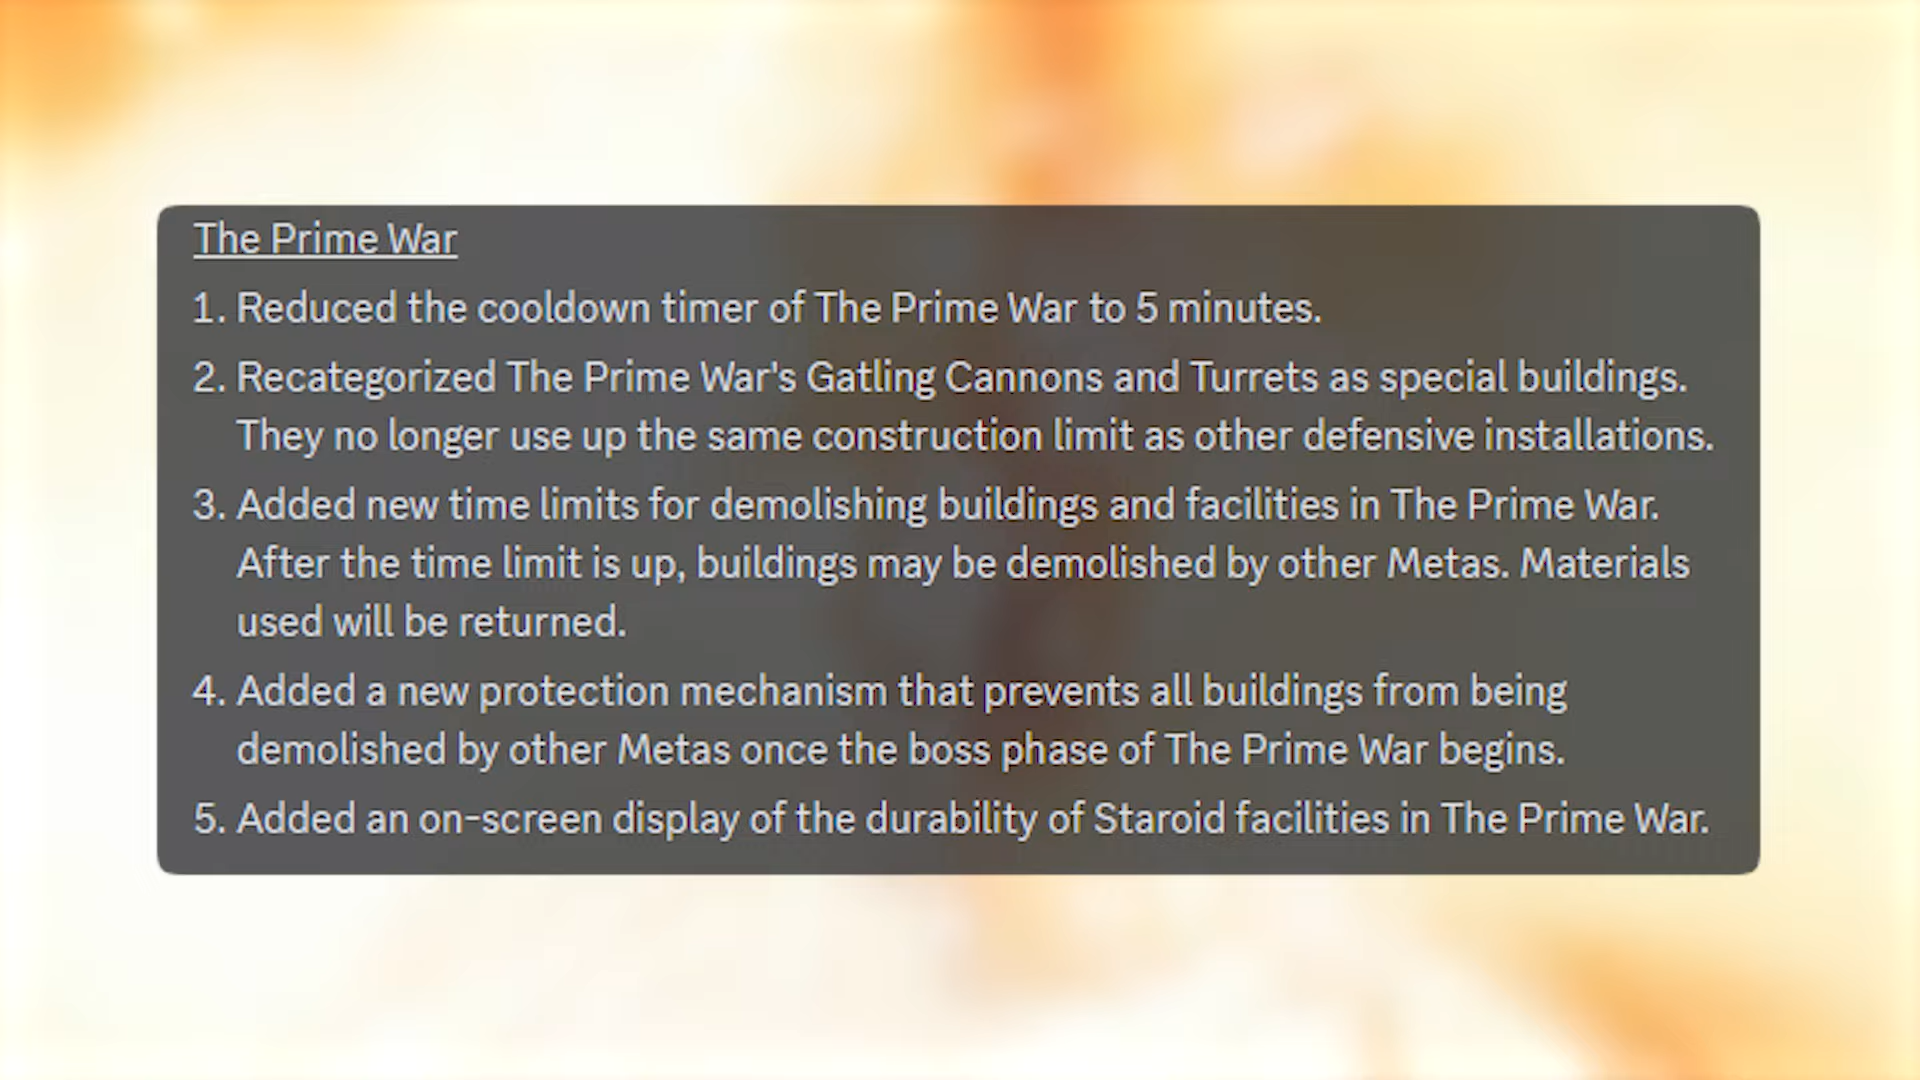 The Prime War
1. Reduced the cooldown timer of The Prime War to 5 minutes.
2. Recategorized The Prime War's Gatling Cannons and Turrets as special buildings.
They no longer use up the same construction limit as other defensive installations.
3. Added new time limits for demolishing buildings and facilities in The Prime War.
After the time limit is up, buildings may be demolished by other Metas. Materials
used will be returned.
4. Added a new protection mechanism that prevents all buildings from being
demolished by other Metas once the boss phase of The Prime War begins.
5. Added an on-screen display of the durability of Staroid facilities in The Prime War.